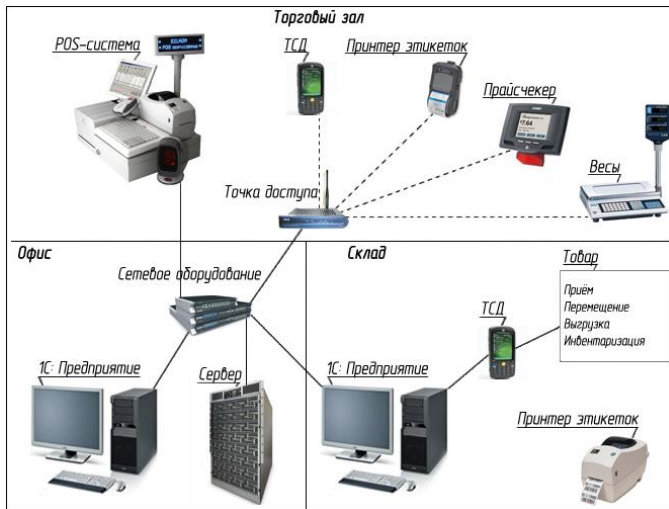 Торговый зал
POS-система
ТСД
Принтер этикеток
Прайсчекер
Весы
Точка доступа
Офис
Сетевое оборудование
1С: Предприятие
Сервер
Склад
1С: Предприятие
ТСД
Товар
Приём
Перемещение
Выгрузка
Инвентаризация
Принтер этикеток